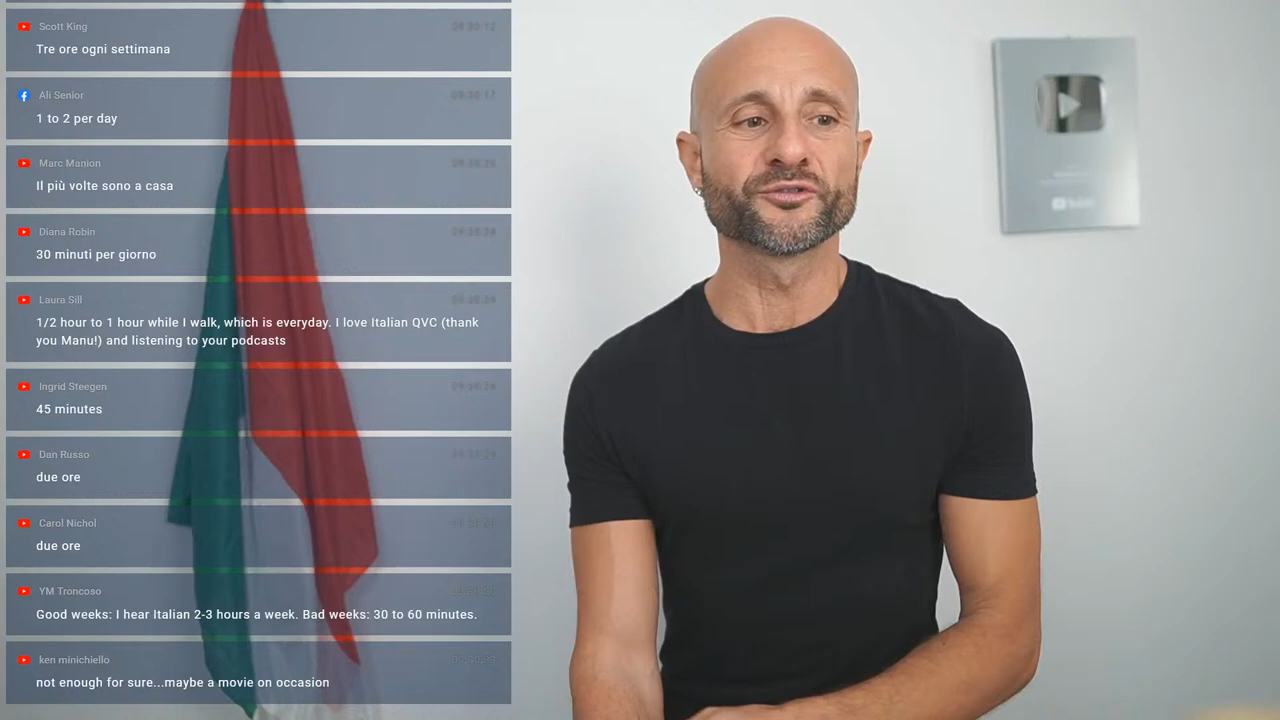 Scott King
Tre ore ogni settimana
Ali Senior
1 to 2 per day
Marc Manion
Il più volte sono a casa
Diana Robin
30 minuti per giorno
Laura Sill
1/2 hour to 1 hour while I walk, which is everyday. I love Italian QVC (thank
you Manu!) and listening to your podcasts
Ingrid Steegen
45 minutes
Dan Russo
due ore
Carol Nichol
due ore
YM Troncoso
Good weeks: I hear Italian 2-3 hours a week. Bad weeks: 30 to 60 minutes.
ken minichiello
not enough for sure...maybe a movie on occasion